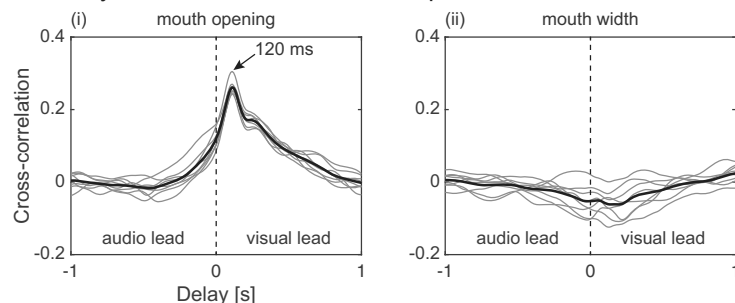 (i) mouth opening
0.4
120 ms
0.2
0
-0.2
Cross-correlation
audio lead visual lead
-1 0 1
Delay [s]
(ii) mouth width
0.4
0.2
0
-0.2
audio lead visual lead
-1 0 1